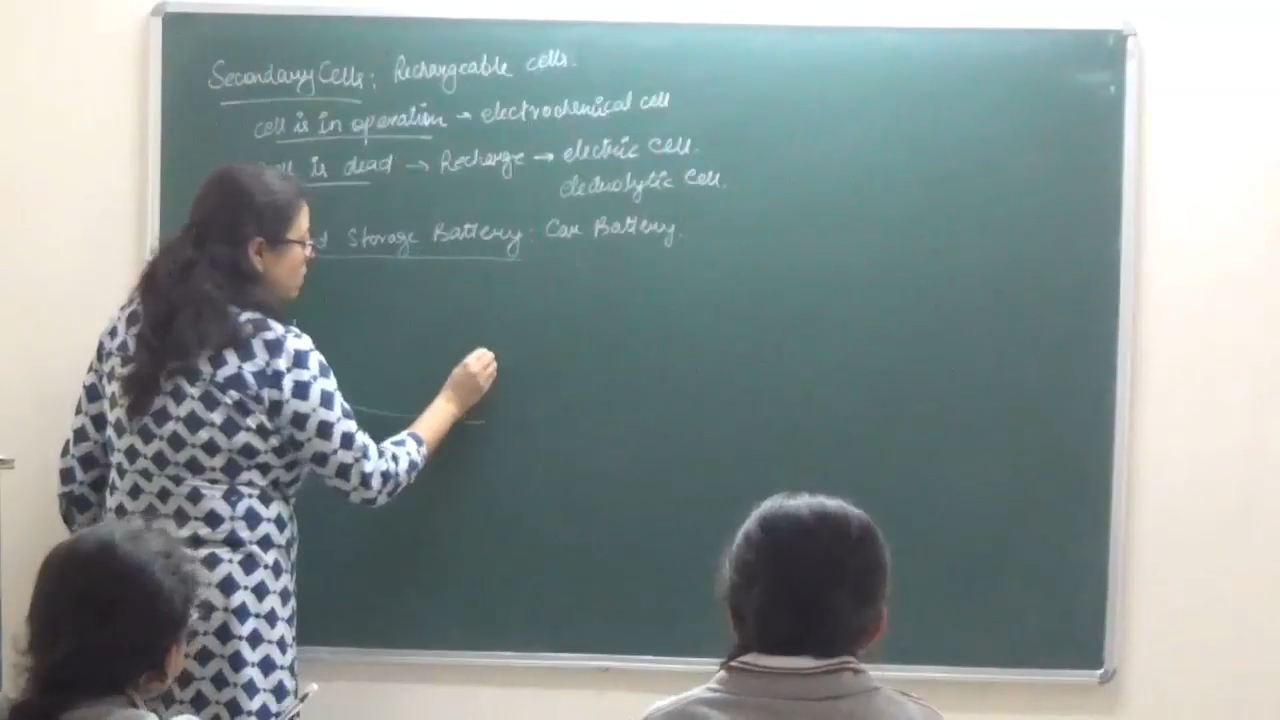 Secondary Cells: Rechargeable cells.
cell is in operation → electrochemical cell
is dead → Recharge → electric cell.
electrolytic cell.
Storage Battery: Car Battery.